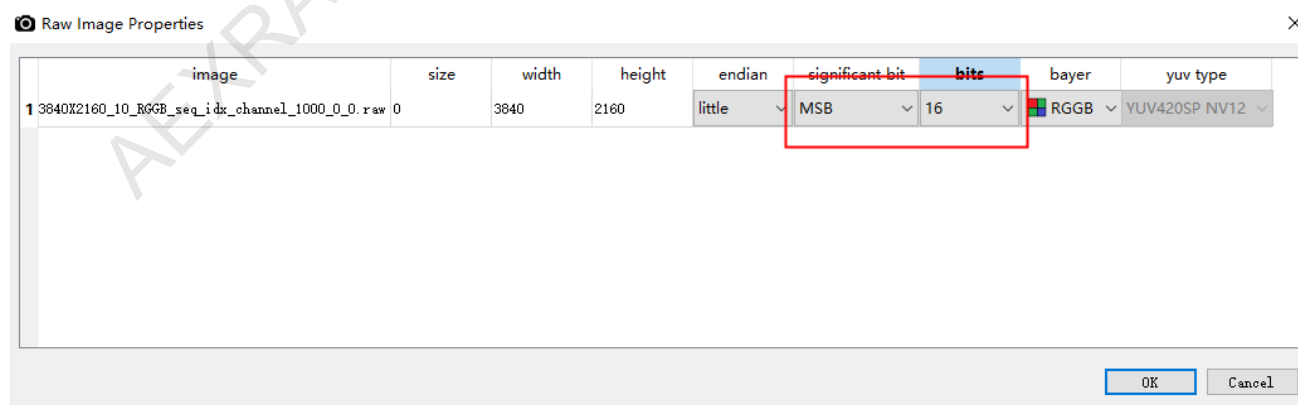 Raw Image Properties
image size width height endian significant bit bits bayer yuv type
1 3840X2160_10_RGGB_seq_idx_channel_1000_0_0.raw 0 3840 2160 little MSB 16 RGGB YUV420SP NV12
OK Cancel